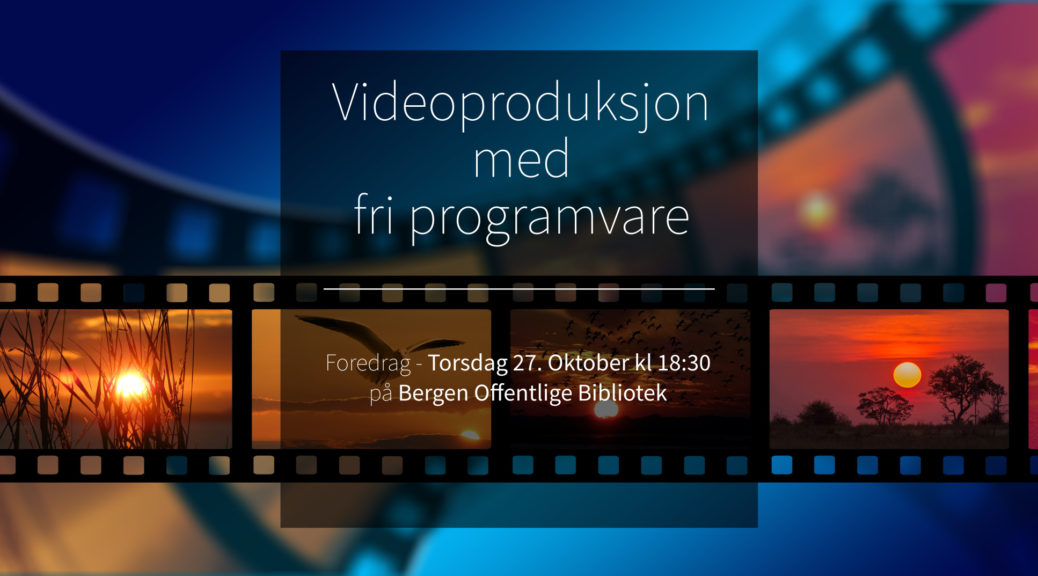 Videoproduksjon
med
fri programvare
Foredrag - Torsdag 27. Oktober kl 18:30
på Bergen Offentlige Bibliotek